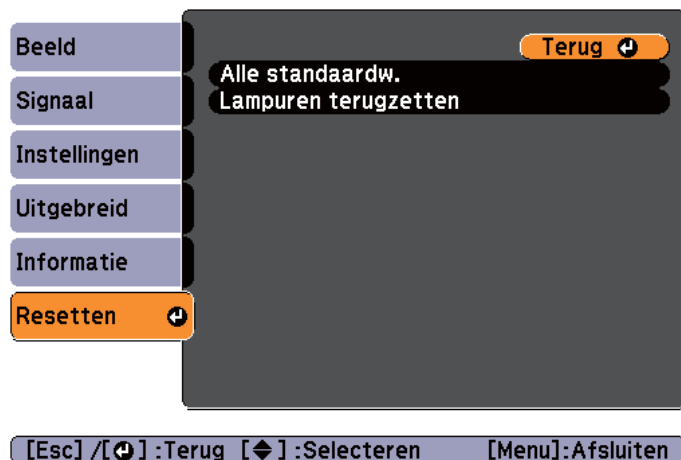 Beeld
Signaal
Instellingen
Uitgebreid
Informatie
Resetten
Terug
Alle standaardw.
Lampuren terugzetten
[Esc] /[ ] :Terug [ ] :Selecteren [Menu]:Afsluiten